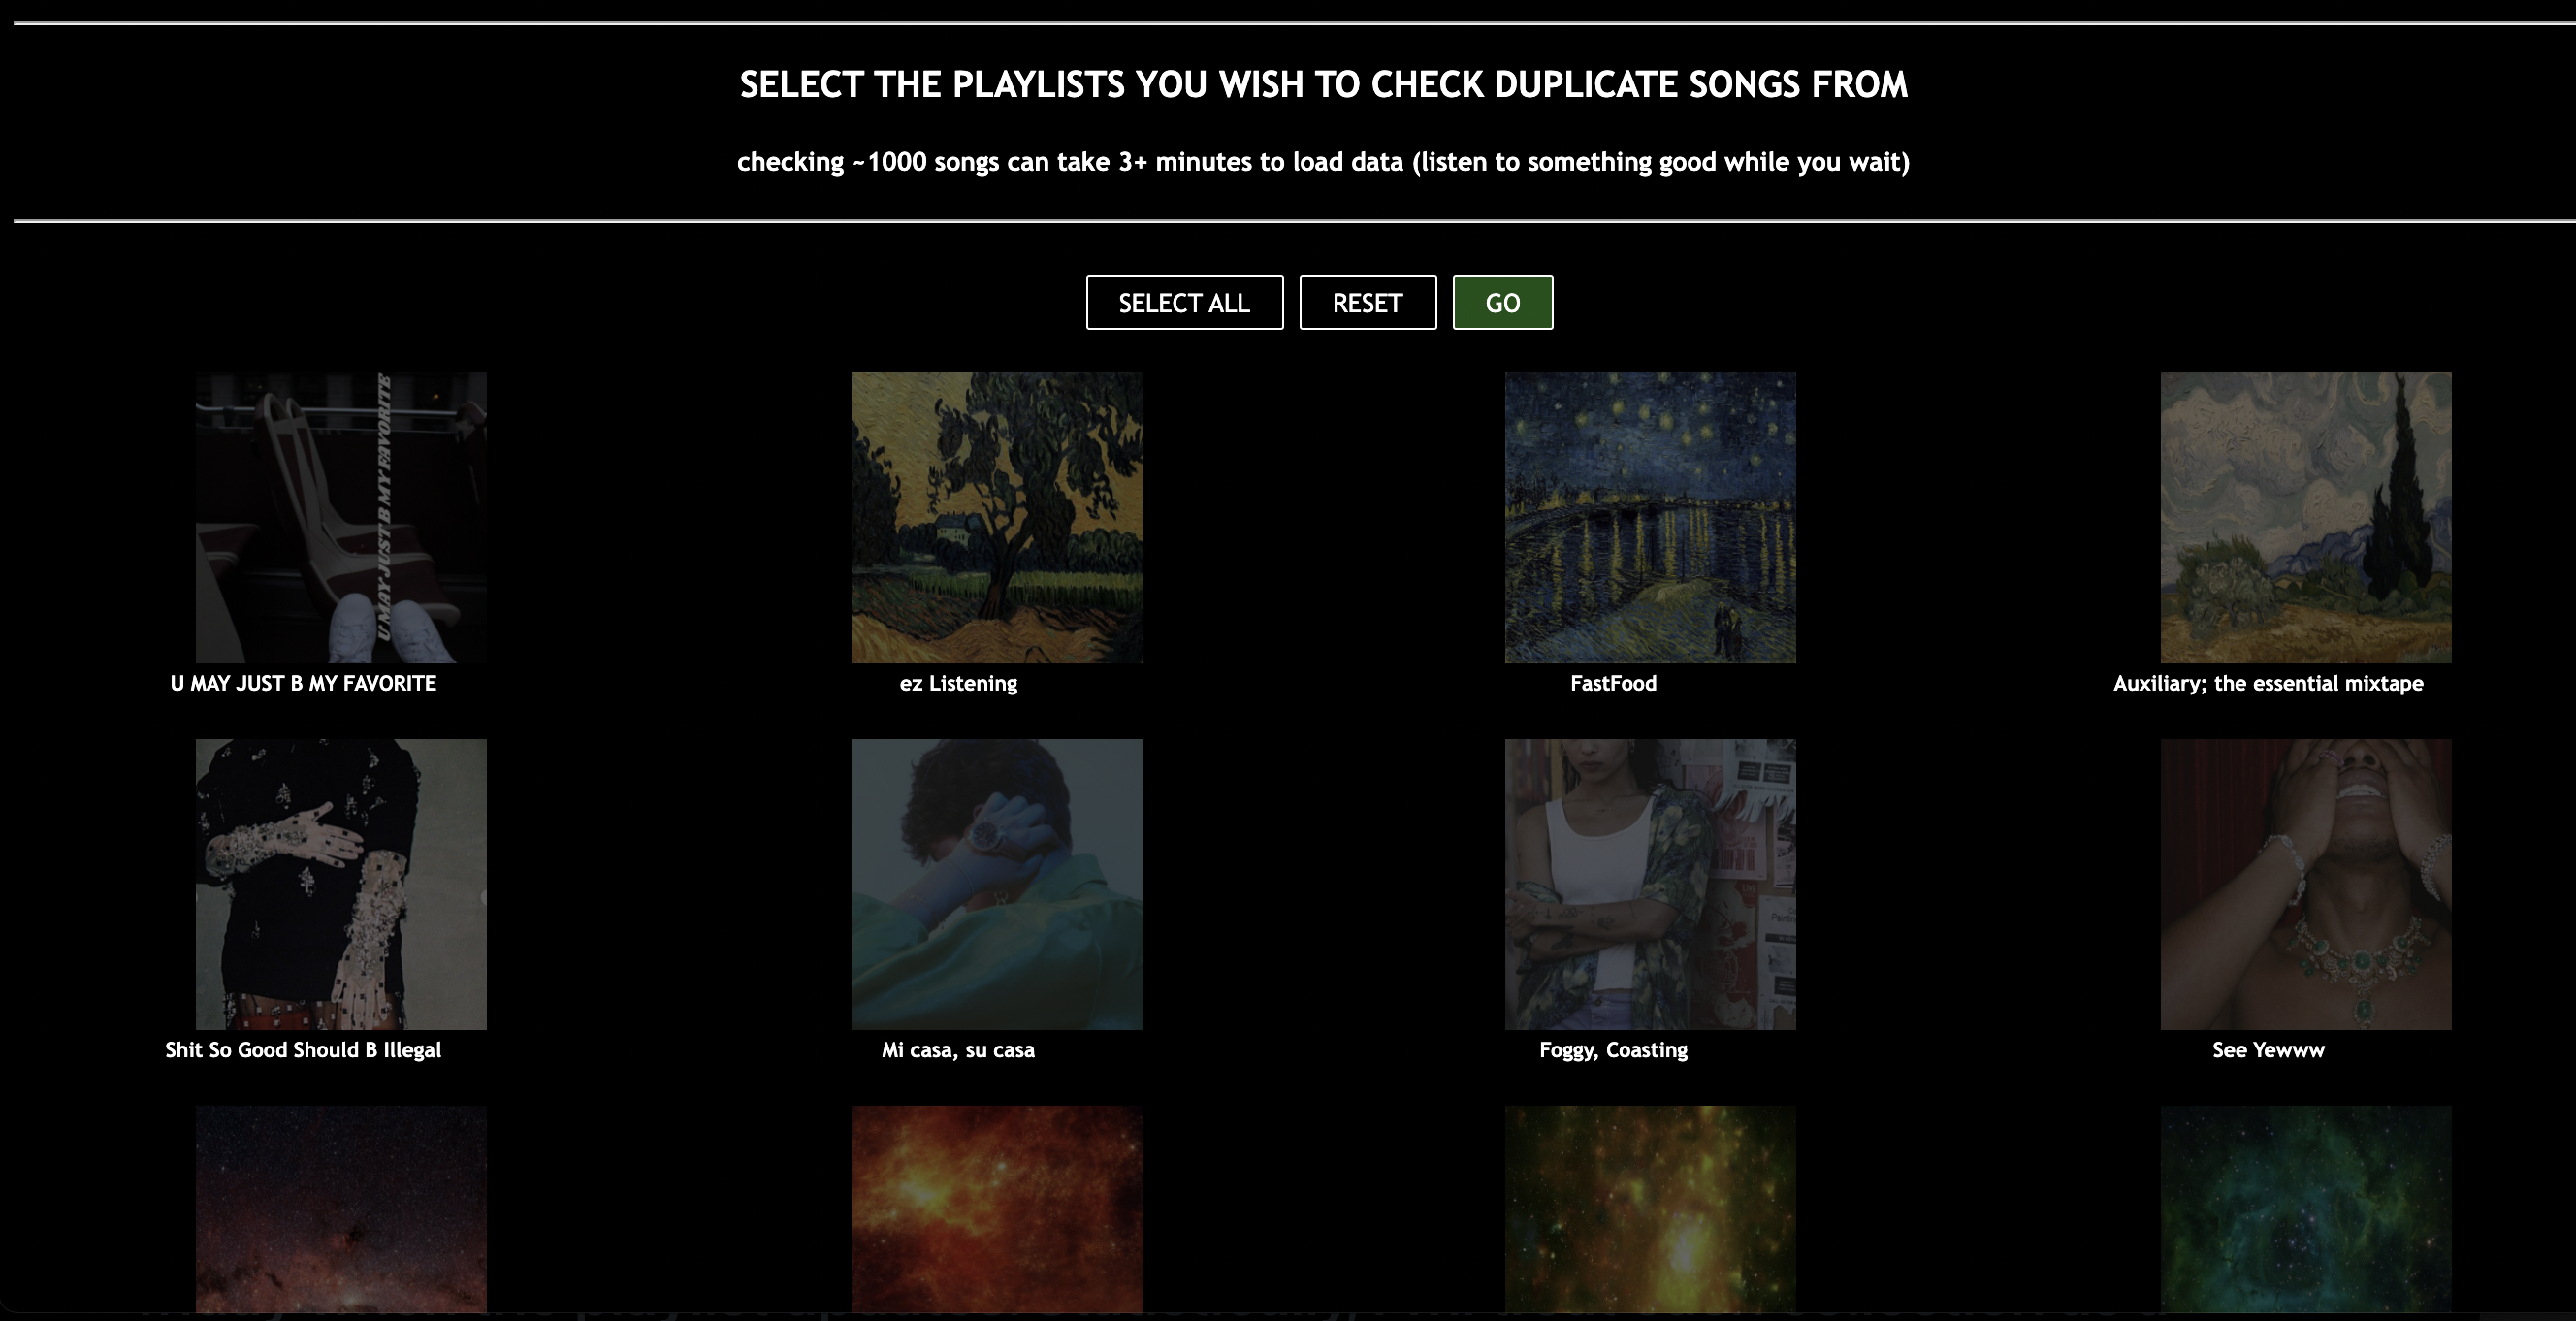 SELECT THE PLAYLISTS YOU WISH TO CHECK DUPLICATE SONGS FROM
checking ~1000 songs can take 3+ minutes to load data (listen to something good while you wait)
SELECT ALL
RESET
GO
U MAY JUST B MY FAVORITE
U MAY JUST B MY FAVORITE
ez Listening
FastFood
Auxiliary; the essential mixtape
Shit So Good Should B Illegal
Mi casa, su casa
Foggy, Coasting
See Yewww